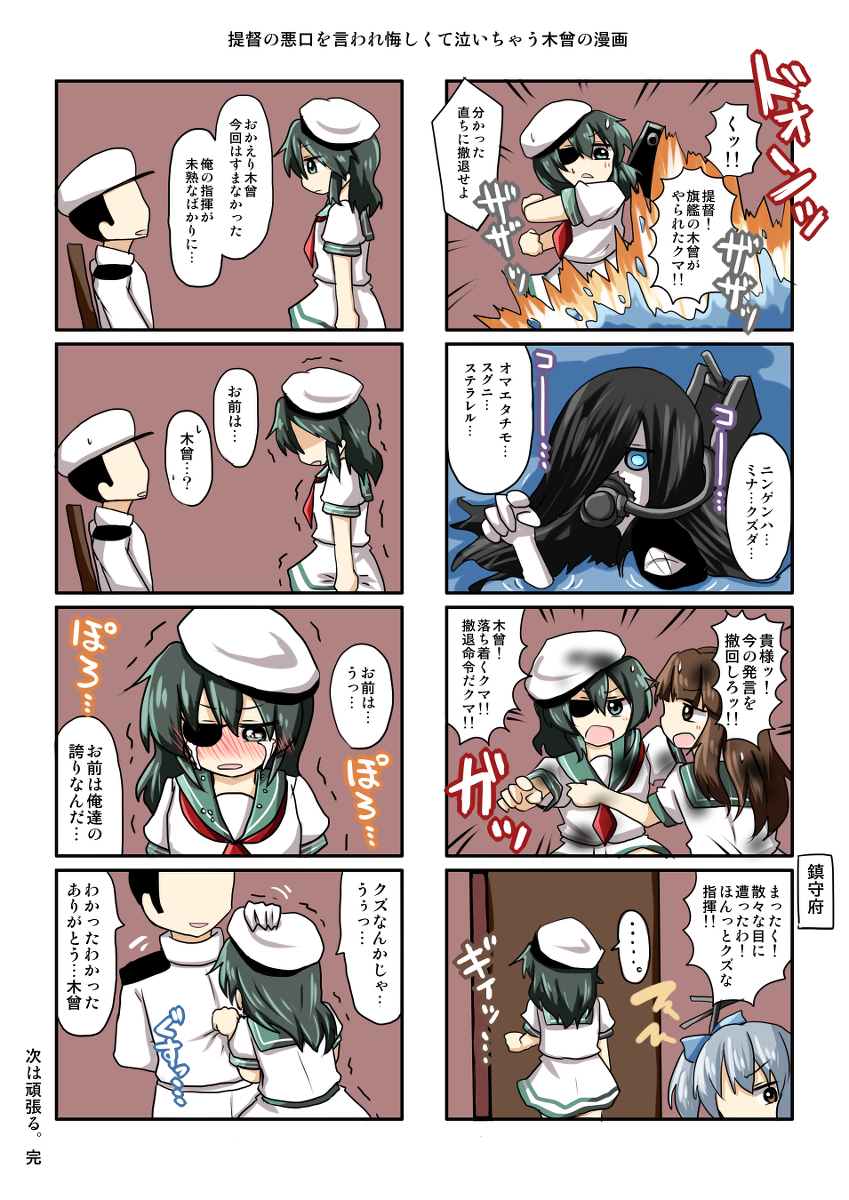 提督の悪口を言われ悔しくて泣いちゃう木曾の漫画
ドオォンッ
くッ!!
提督!
旗艦の木曾が
やられたクマ!!
ザザッ
ザザッ
分かった
直ちに撤退せよ
ニンゲンハ…
ミナ…クズダ…
コー…
コー…
オマエタチモ…
スグニ…
ステラレル…
貴様ッ!
今の発言を
撤回しろッ!!
木曾!
落ち着くクマ!!
撤退命令だクマ!!
ガッ
鎮守府
まったく!
散々な目に
遭ったわ!
ほんっとクズな
指揮!!
……。
ギィッ…
おかえり木曾
今回はすまなかった
俺の指揮が
未熟なばかりに…
お前は…
木曾…?
お前は…
うっ…
ぽろ…
ぽろ…
お前は俺達の
誇りなんだ…
クズなんかじゃ…
うぅっ…
わかったわかった
ありがとう…木曾
ぐすっ…
次は頑張る。 完